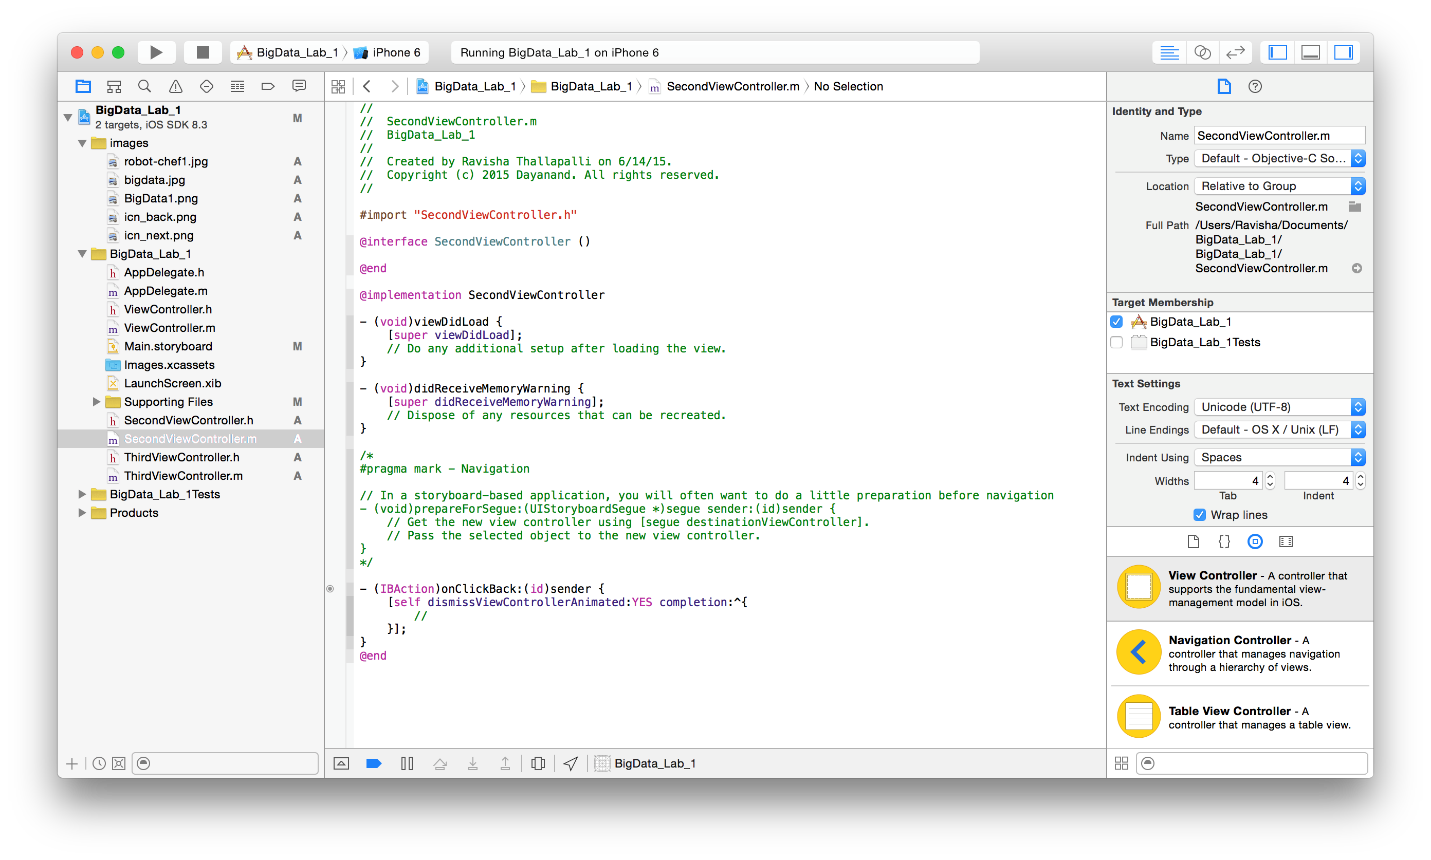 BigData_Lab_1 〉 iPhone 6
Running BigData_Lab_1 on iPhone 6
BigData_Lab_1 〉 BigData_Lab_1 〉 m SecondViewController.m 〉 No Selection
BigData_Lab_1
2 targets, iOS SDK 8.3
M
images
robot-chef1.jpg A
bigdata.jpg A
BigData1.png A
icn_back.png A
icn_next.png A
BigData_Lab_1
h AppDelegate.h
m AppDelegate.m
h ViewController.h
m ViewController.m
Main.storyboard M
Images.xcassets
LaunchScreen.xib
Supporting Files M
h SecondViewController.h A
m SecondViewController.m A
h ThirdViewController.h A
m ThirdViewController.m A
BigData_Lab_1Tests
Products
//
//  SecondViewController.m
//  BigData_Lab_1
//
//  Created by Ravisha Thallapalli on 6/14/15.
//  Copyright (c) 2015 Dayanand. All rights reserved.
//
#import "SecondViewController.h"
@interface SecondViewController ()
@end
@implementation SecondViewController
- (void)viewDidLoad {
    [super viewDidLoad];
    // Do any additional setup after loading the view.
}
- (void)didReceiveMemoryWarning {
    [super didReceiveMemoryWarning];
    // Dispose of any resources that can be recreated.
}
/*
#pragma mark - Navigation
// In a storyboard-based application, you will often want to do a little preparation before navigation
- (void)prepareForSegue:(UIStoryboardSegue *)segue sender:(id)sender {
    // Get the new view controller using [segue destinationViewController].
    // Pass the selected object to the new view controller.
}
*/
- (IBAction)onClickBack:(id)sender {
    [self dismissViewControllerAnimated:YES completion:^{
        //
    }];
}
@end
BigData_Lab_1
Identity and Type
Name SecondViewController.m
Type Default - Objective-C So...
Location Relative to Group
SecondViewController.m
Full Path /Users/Ravisha/Documents/
BigData_Lab_1/
BigData_Lab_1/
SecondViewController.m
Target Membership
BigData_Lab_1
BigData_Lab_1Tests
Text Settings
Text Encoding Unicode (UTF-8)
Line Endings Default - OS X / Unix (LF)
Indent Using Spaces
Widths 4 4
Tab Indent
Wrap lines
{}
View Controller - A controller that
supports the fundamental view-
management model in iOS.
Navigation Controller - A
controller that manages navigation
through a hierarchy of views.
Table View Controller - A
controller that manages a table view.